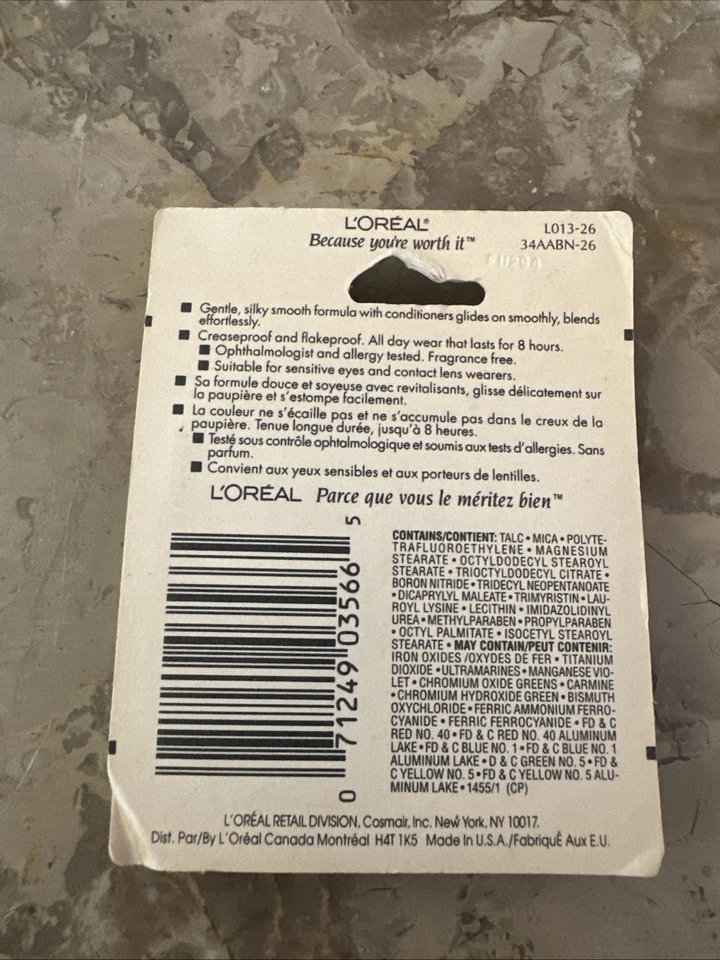 L'ORÉAL®
Because you're worth it™
L013-26
34AABN-26
■ Gentle, silky smooth formula with conditioners glides on smoothly, blends
effortlessly.
■ Creaseproof and flakeproof. All day wear that lasts for 8 hours.
■ Ophthalmologist and allergy tested. Fragrance free.
■ Suitable for sensitive eyes and contact lens wearers.
■ Sa formule douce et soyeuse avec revitalisants, glisse délicatement sur
la paupière et s'estompe facilement.
■ La couleur ne s'écaille pas et ne s'accumule pas dans le creux de la
paupière. Tenue longue durée, jusqu'à 8 heures.
■ Testé sous contrôle ophtalmologique et soumis aux tests d'allergies. Sans
parfum.
■ Convient aux yeux sensibles et aux porteurs de lentilles.
L'ORÉAL Parce que vous le méritez bien™
0 71249 03566 5
CONTAINS/CONTIENT: TALC • MICA • POLYTE-
TRAFLUOROETHYLENE • MAGNESIUM
STEARATE • OCTYLDODECYL STEAROYL
STEARATE • TRIOCTYLDODECYL CITRATE •
BORON NITRIDE • TRIDECYL NEOPENTANOATE
• DICAPRYLYL MALEATE • TRIMYRISTIN • LAU-
ROYL LYSINE • LECITHIN • IMIDAZOLIDINYL
UREA • METHYLPARABEN • PROPYLPARABEN
• OCTYL PALMITATE • ISOCETYL STEAROYL
STEARATE • MAY CONTAIN/PEUT CONTENIR:
IRON OXIDES /OXYDES DE FER • TITANIUM
DIOXIDE • ULTRAMARINES • MANGANESE VIO-
LET • CHROMIUM OXIDE GREENS • CARMINE
• CHROMIUM HYDROXIDE GREEN • BISMUTH
OXYCHLORIDE • FERRIC AMMONIUM FERRO-
CYANIDE • FERRIC FERROCYANIDE • FD & C
RED NO. 40 • FD & C RED NO. 40 ALUMINUM
LAKE • FD & C BLUE NO. 1 • FD & C BLUE NO. 1
ALUMINUM LAKE • D & C GREEN NO. 5 • FD &
C YELLOW NO. 5 • FD & C YELLOW NO. 5 ALU-
MINUM LAKE • 1455/1 (CP)
L'ORÉAL RETAIL DIVISION, Cosmair, Inc. New York, NY 10017.
Dist. Par/By L'Oréal Canada Montréal H4T 1K5 Made In U.S.A./FabriquÊ Aux E.U.